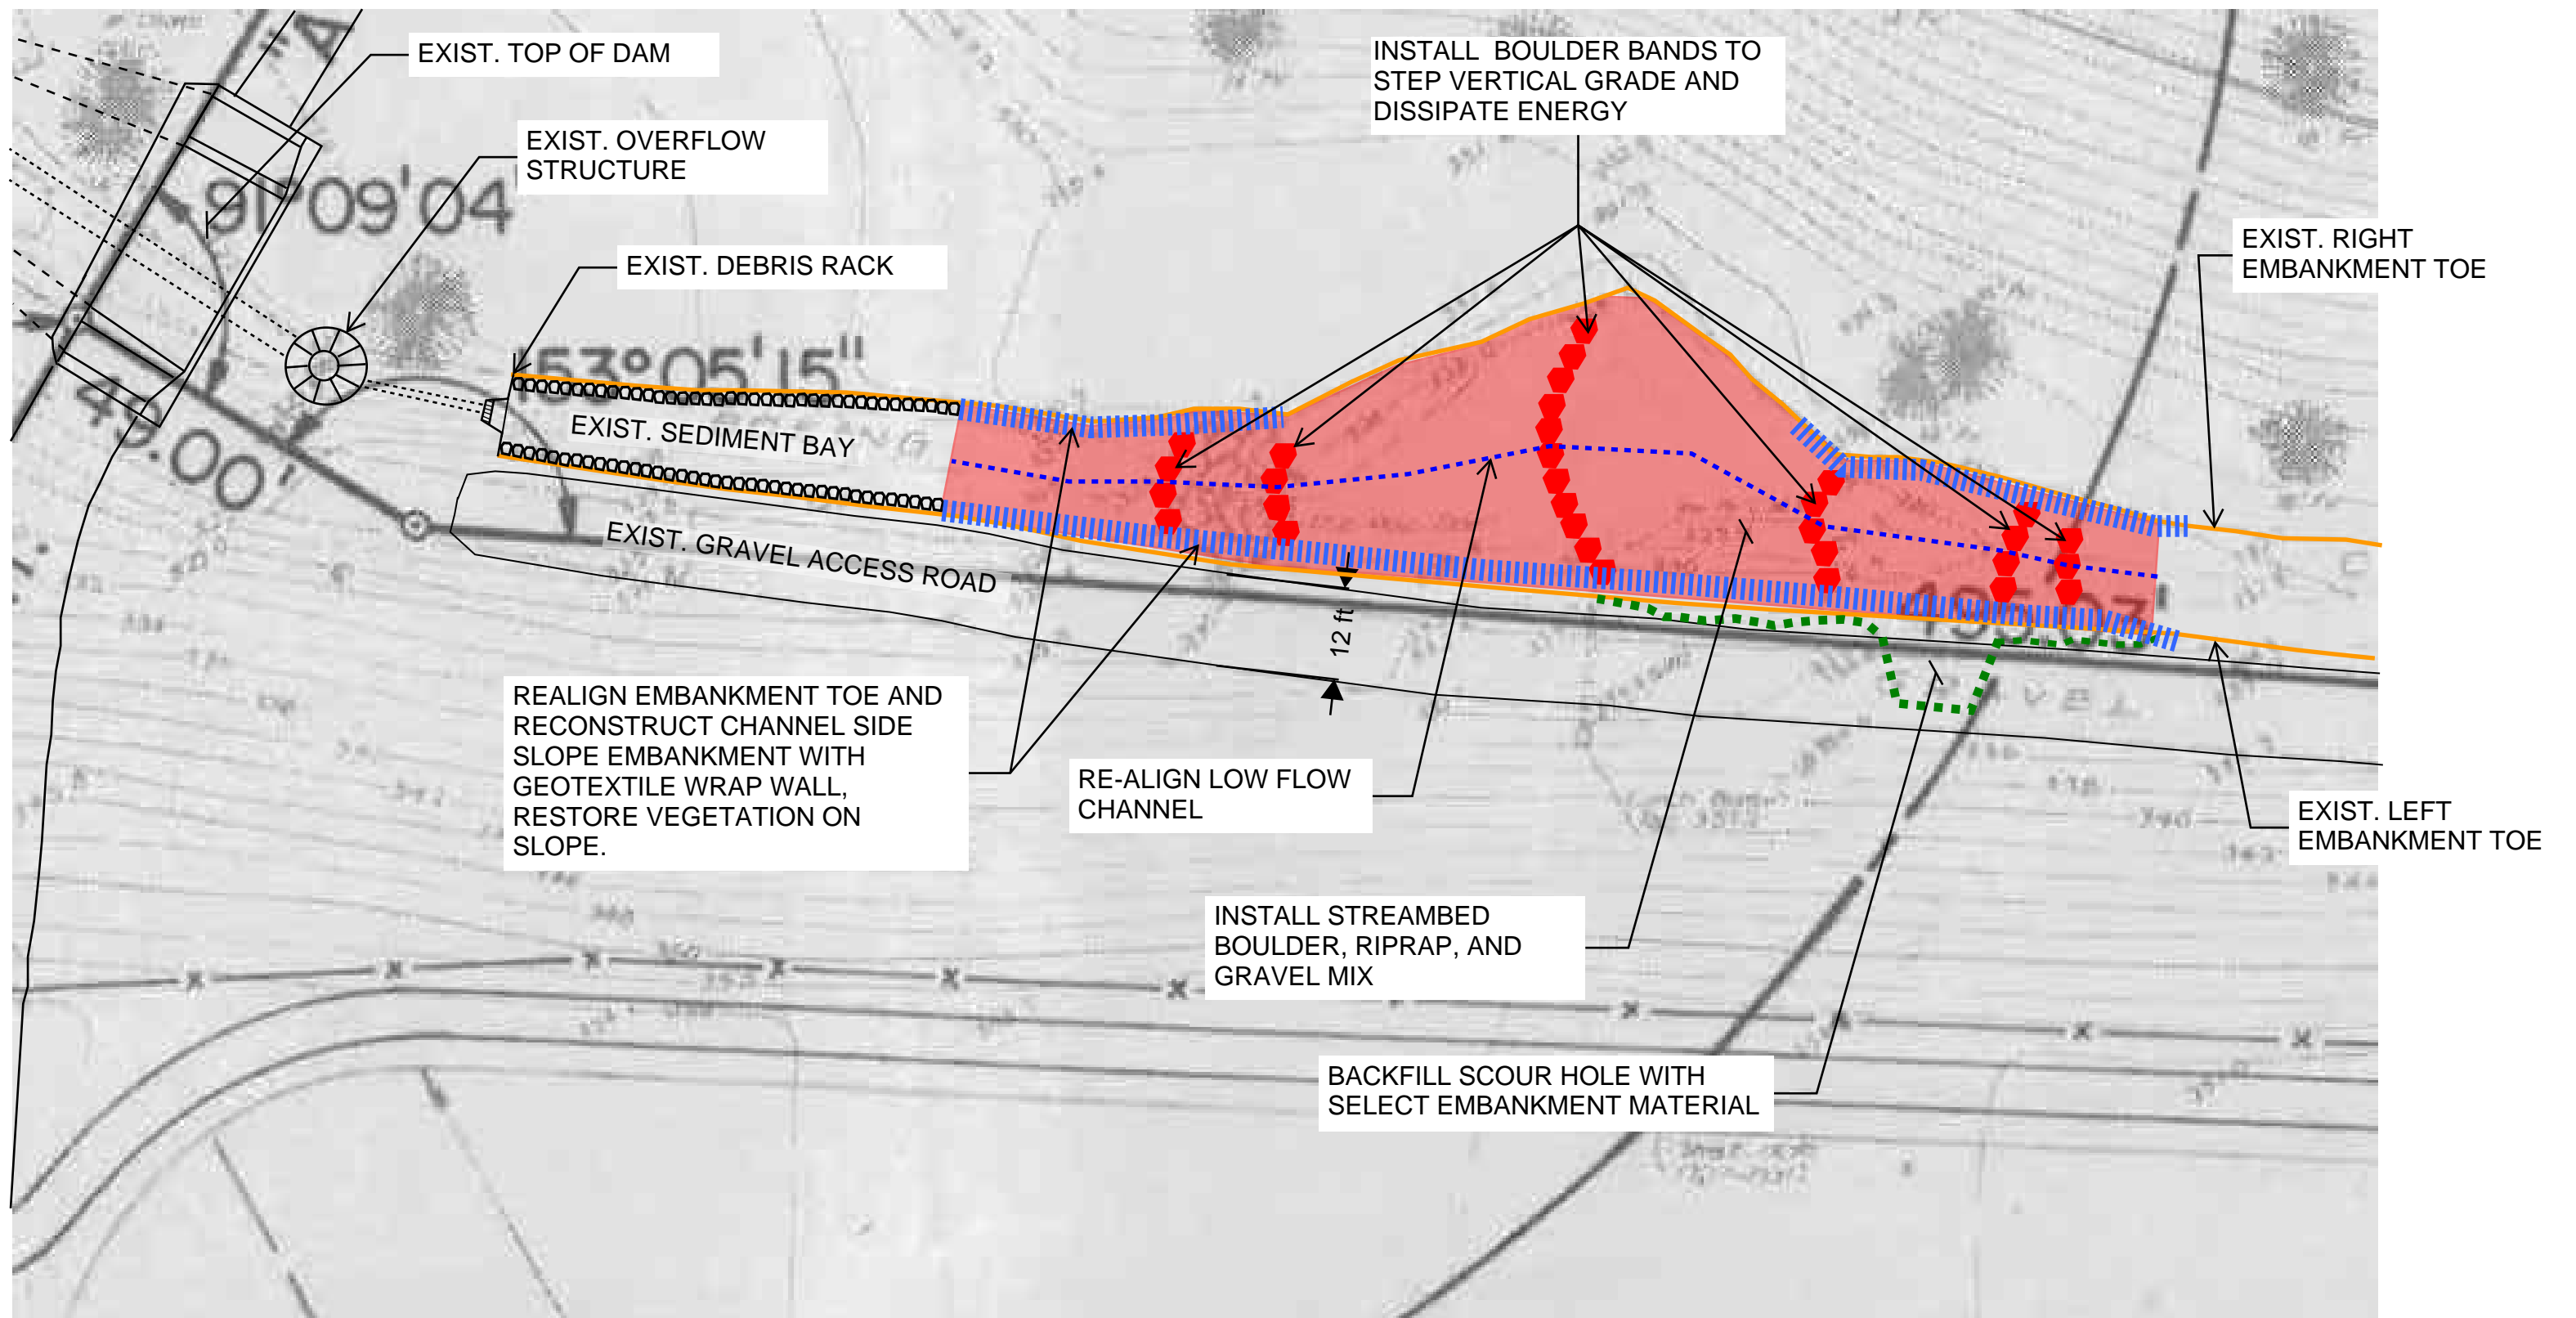 "A
EXIST. TOP OF DAM
INSTALL BOULDER BANDS TO
STEP VERTICAL GRADE AND
DISSIPATE ENERGY
EXIST. OVERFLOW
STRUCTURE
91°09'04
EXIST. RIGHT
EMBANKMENT TOE
EXIST. DEBRIS RACK
153°05'15"
EXIST. SEDIMENT BAY
49.00'
EXIST. GRAVEL ACCESS ROAD
12 ft
REALIGN EMBANKMENT TOE AND
RECONSTRUCT CHANNEL SIDE
SLOPE EMBANKMENT WITH
GEOTEXTILE WRAP WALL,
RESTORE VEGETATION ON
SLOPE.
RE-ALIGN LOW FLOW
CHANNEL
EXIST. LEFT
EMBANKMENT TOE
INSTALL STREAMBED
BOULDER, RIPRAP, AND
GRAVEL MIX
BACKFILL SCOUR HOLE WITH
SELECT EMBANKMENT MATERIAL